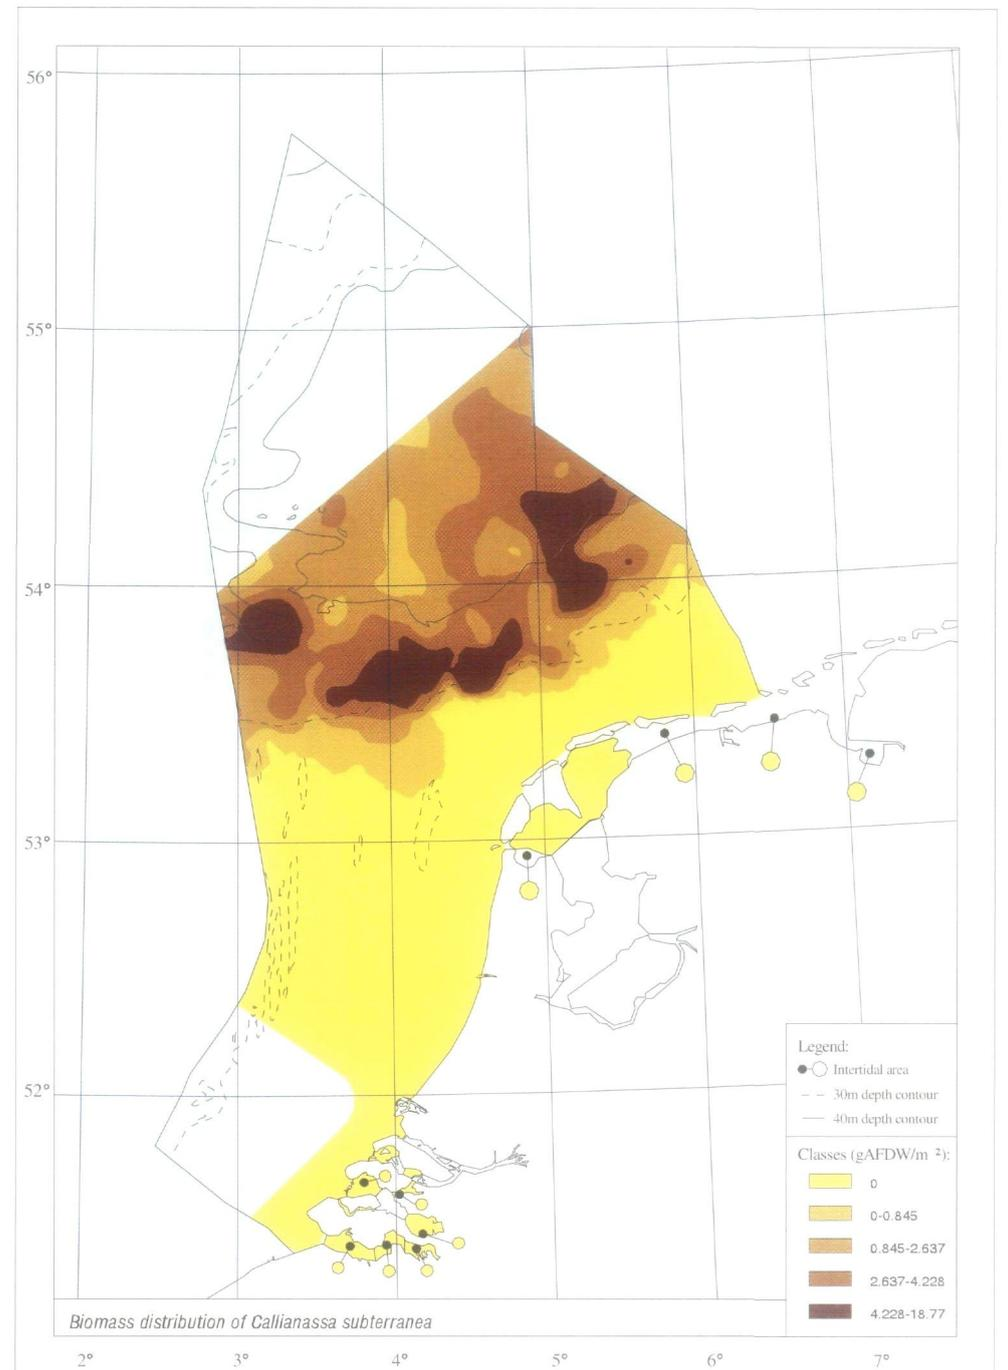 56°
55°
54°
53°
52°
Legend:
Intertidal area
30m depth contour
40m depth contour
Classes (gAFDW/m ²):
0
0-0.845
0.845-2.637
2.637-4.228
4.228-18.77
Biomass distribution of Callianassa subterranea
2° 3° 4° 5° 6° 7°